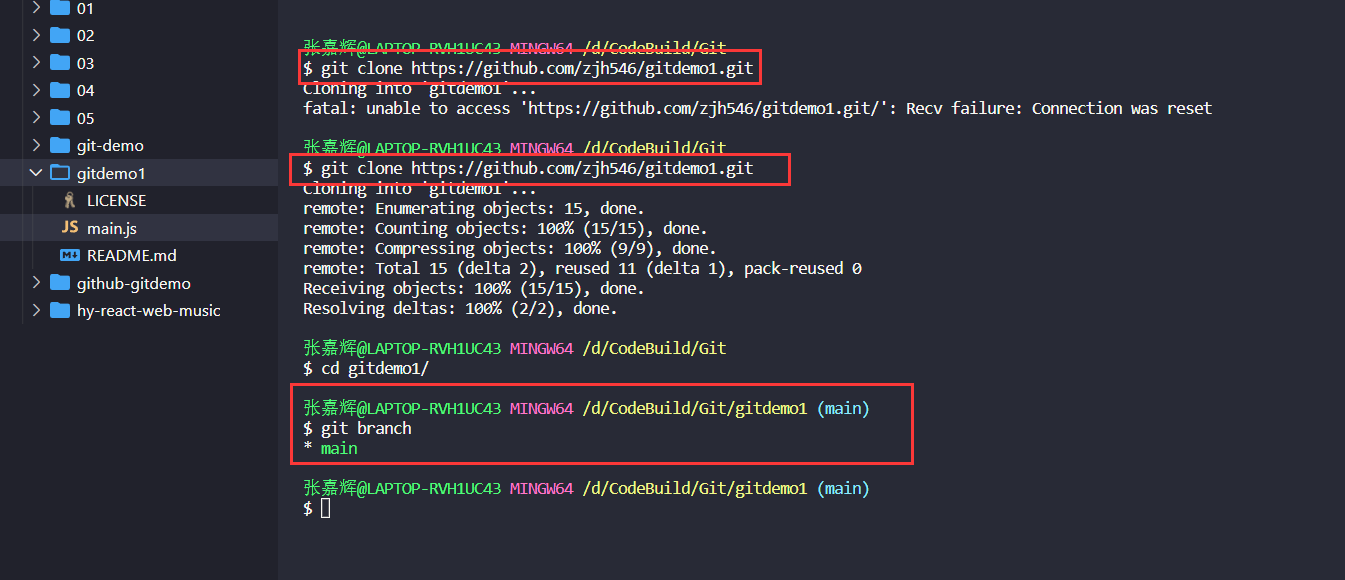 01
02
03
04
05
git-demo
gitdemo1
LICENSE
JS main.js
M↓ README.md
github-gitdemo
hy-react-web-music
张嘉辉@LAPTOP-RVH1UC43 MINGW64 /d/CodeBuild/Git
$ git clone https://github.com/zjh546/gitdemo1.git
Cloning into 'gitdemo1'...
fatal: unable to access 'https://github.com/zjh546/gitdemo1.git/': Recv failure: Connection was reset
张嘉辉@LAPTOP-RVH1UC43 MINGW64 /d/CodeBuild/Git
$ git clone https://github.com/zjh546/gitdemo1.git
Cloning into 'gitdemo1'...
remote: Enumerating objects: 15, done.
remote: Counting objects: 100% (15/15), done.
remote: Compressing objects: 100% (9/9), done.
remote: Total 15 (delta 2), reused 11 (delta 1), pack-reused 0
Receiving objects: 100% (15/15), done.
Resolving deltas: 100% (2/2), done.
张嘉辉@LAPTOP-RVH1UC43 MINGW64 /d/CodeBuild/Git
$ cd gitdemo1/
张嘉辉@LAPTOP-RVH1UC43 MINGW64 /d/CodeBuild/Git/gitdemo1 (main)
$ git branch
* main
张嘉辉@LAPTOP-RVH1UC43 MINGW64 /d/CodeBuild/Git/gitdemo1 (main)
$